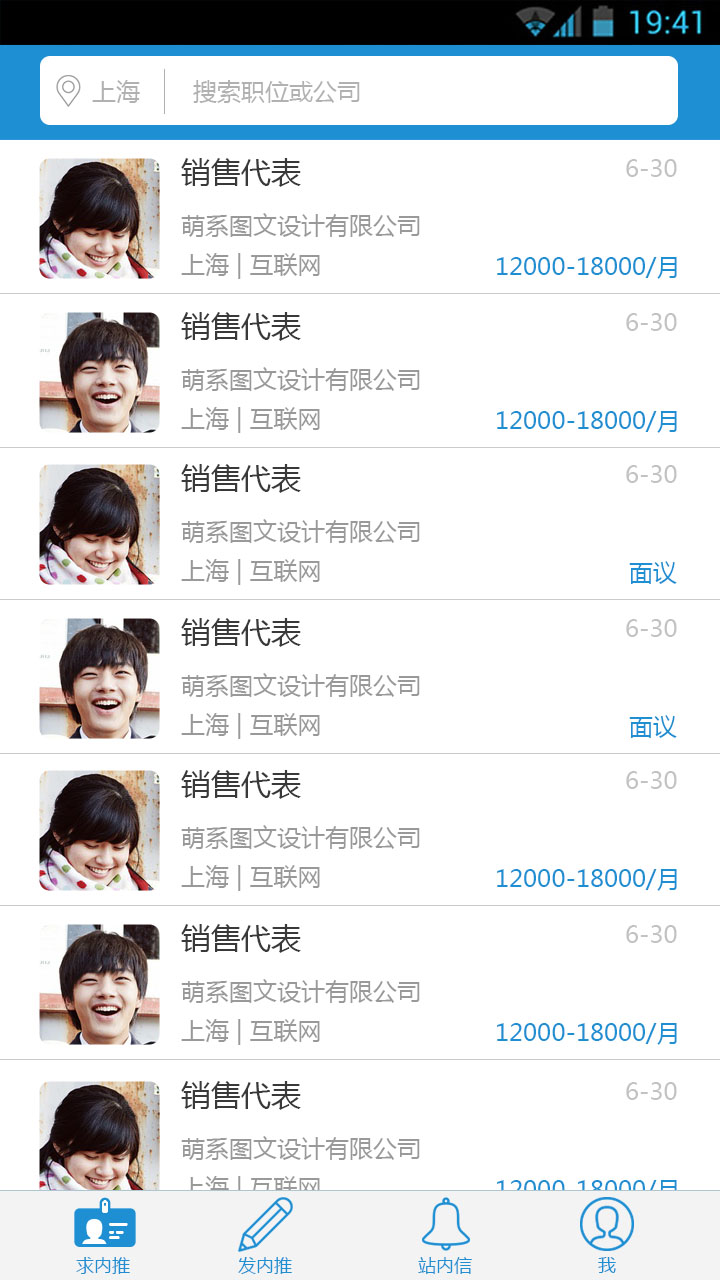 19:41
上海 搜索职位或公司
销售代表 6-30
萌系图文设计有限公司
上海 | 互联网 12000-18000/月
销售代表 6-30
萌系图文设计有限公司
上海 | 互联网 12000-18000/月
销售代表 6-30
萌系图文设计有限公司
上海 | 互联网 面议
销售代表 6-30
萌系图文设计有限公司
上海 | 互联网 面议
销售代表 6-30
萌系图文设计有限公司
上海 | 互联网 12000-18000/月
销售代表 6-30
萌系图文设计有限公司
上海 | 互联网 12000-18000/月
销售代表 6-30
萌系图文设计有限公司
上海 | 互联网 12000-18000/月
求内推 发内推 站内信 我